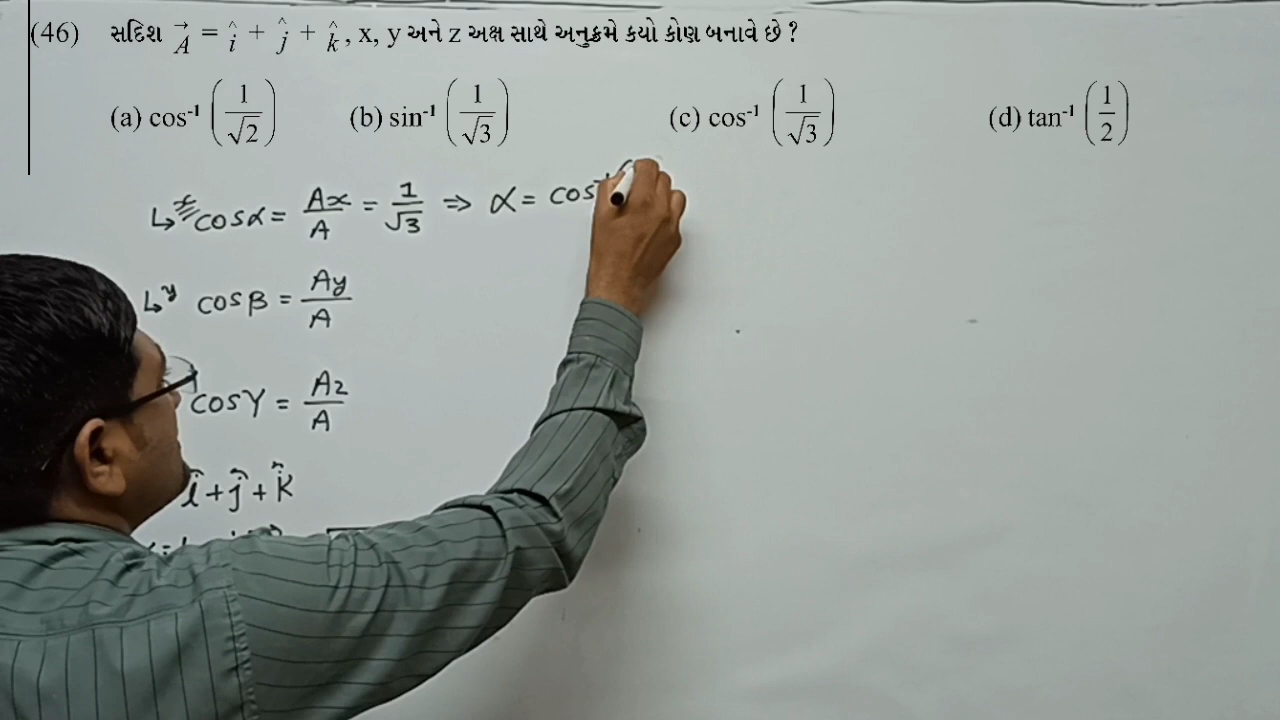 (46) સદિશ →A = î + ĵ + k̂, x, y અને z અક્ષ સાથે અનુક્રમે કયો કોણ બનાવે છે ?
(a) cos⁻¹ (1/√2) (b) sin⁻¹ (1/√3) (c) cos⁻¹ (1/√3) (d) tan⁻¹ (1/2)
↳ x cosα = Ax/A = 1/√3 ⇒ α = cos⁻¹(
↳ y cosβ = Ay/A
cosγ = Az/A
î + ĵ + k̂